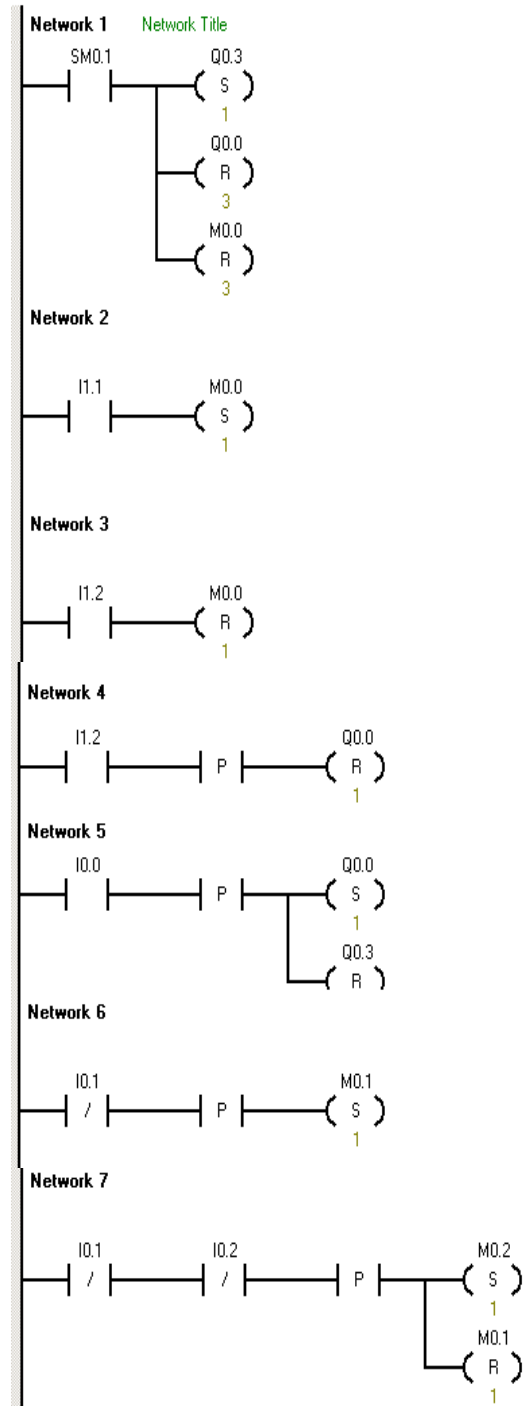 Network 1 Network Title
SM0.1 Q0.3
S
1
Q0.0
R
3
M0.0
R
3
Network 2
I1.1 M0.0
S
1
Network 3
I1.2 M0.0
R
1
Network 4
I1.2 Q0.0
P R
1
Network 5
I0.0 Q0.0
P S
1
Q0.3
R
Network 6
I0.1 M0.1
/ P S
1
Network 7
I0.1 I0.2 M0.2
/ / P S
1
M0.1
R
1